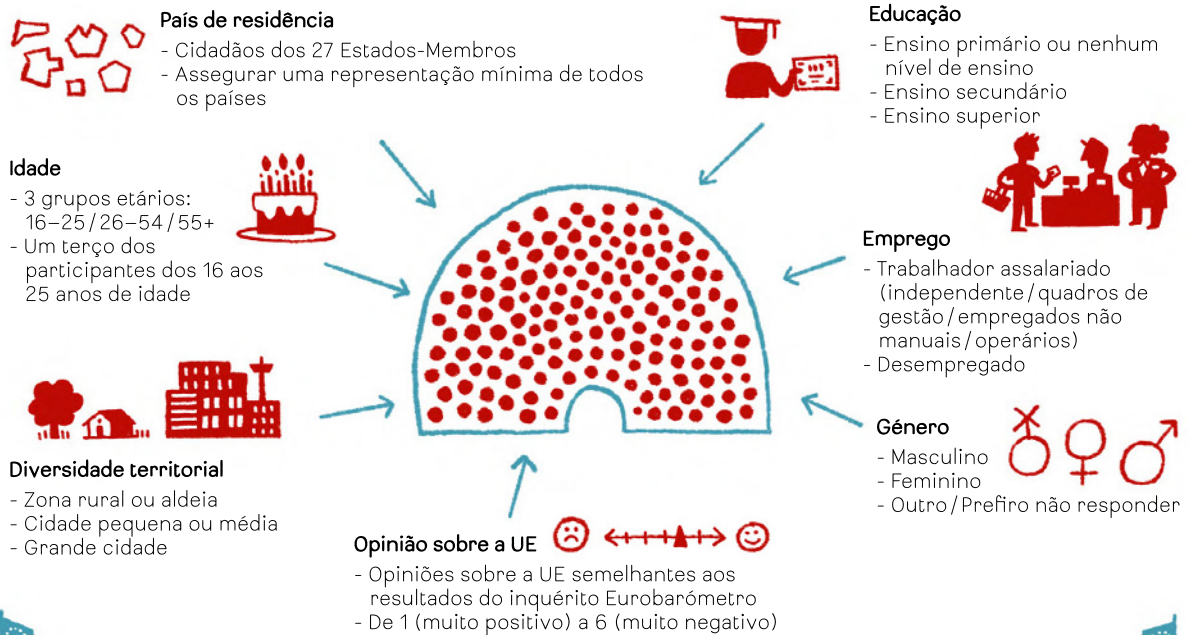 País de residência
- Cidadãos dos 27 Estados-Membros
- Assegurar uma representação mínima de todos
os países
Educação
- Ensino primário ou nenhum
nível de ensino
- Ensino secundário
- Ensino superior
Idade
- 3 grupos etários:
16–25/26–54/55+
- Um terço dos
participantes dos 16 aos
25 anos de idade
Emprego
- Trabalhador assalariado
(independente/quadros de
gestão/empregados não
manuais/operários)
- Desempregado
Diversidade territorial
- Zona rural ou aldeia
- Cidade pequena ou média
- Grande cidade
Género
- Masculino
- Feminino
- Outro/Prefiro não responder
Opinião sobre a UE
- Opiniões sobre a UE semelhantes aos
resultados do inquérito Eurobarómetro
- De 1 (muito positivo) a 6 (muito negativo)